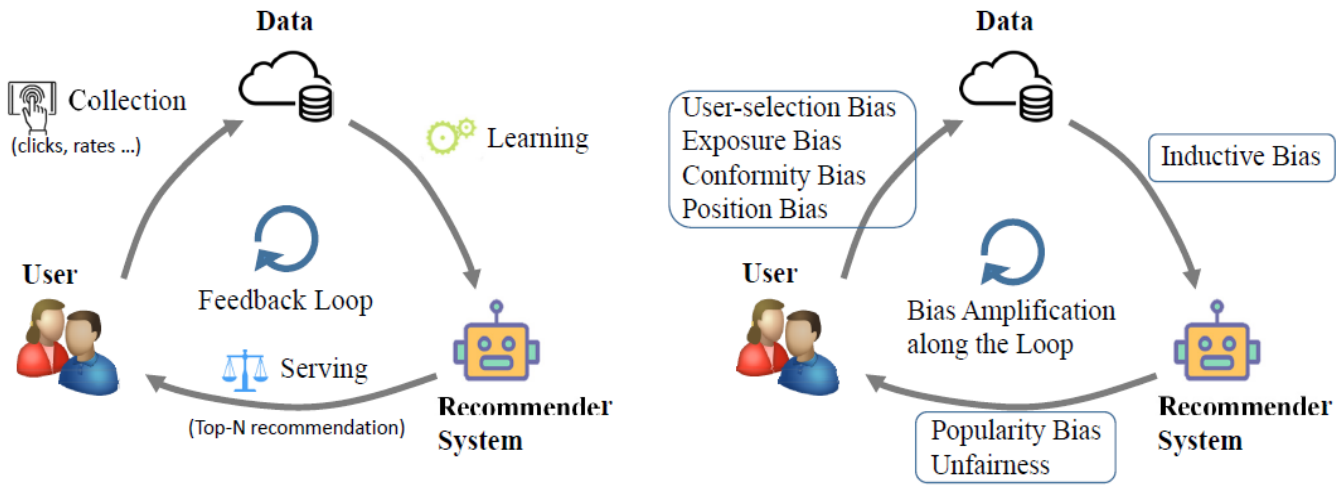 Data
Collection
(clicks, rates ...)
Learning
User
Feedback Loop
Serving
(Top-N recommendation)
Recommender
System
Data
User-selection Bias
Exposure Bias
Conformity Bias
Position Bias
Inductive Bias
User
Bias Amplification
along the Loop
Recommender
System
Popularity Bias
Unfairness